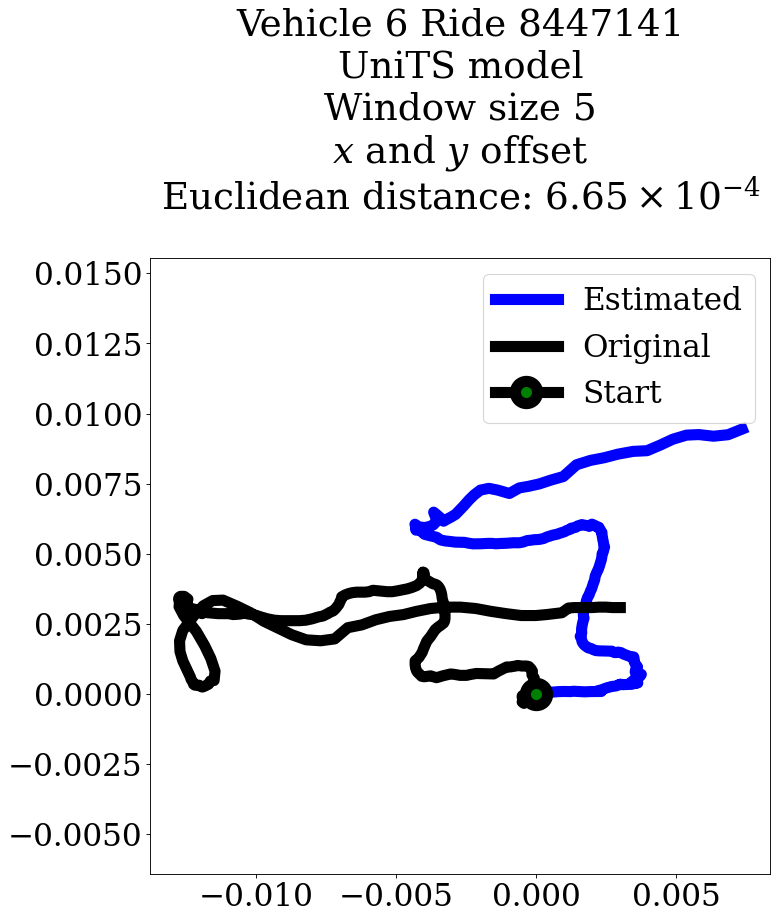 Vehicle 6 Ride 8447141
UniTS model
Window size 5
x and y offset
Euclidean distance: 6.65 × 10⁻⁴
Estimated
Original
Start
0.0150
0.0125
0.0100
0.0075
0.0050
0.0025
0.0000
−0.0025
−0.0050
−0.010 −0.005 0.000 0.005